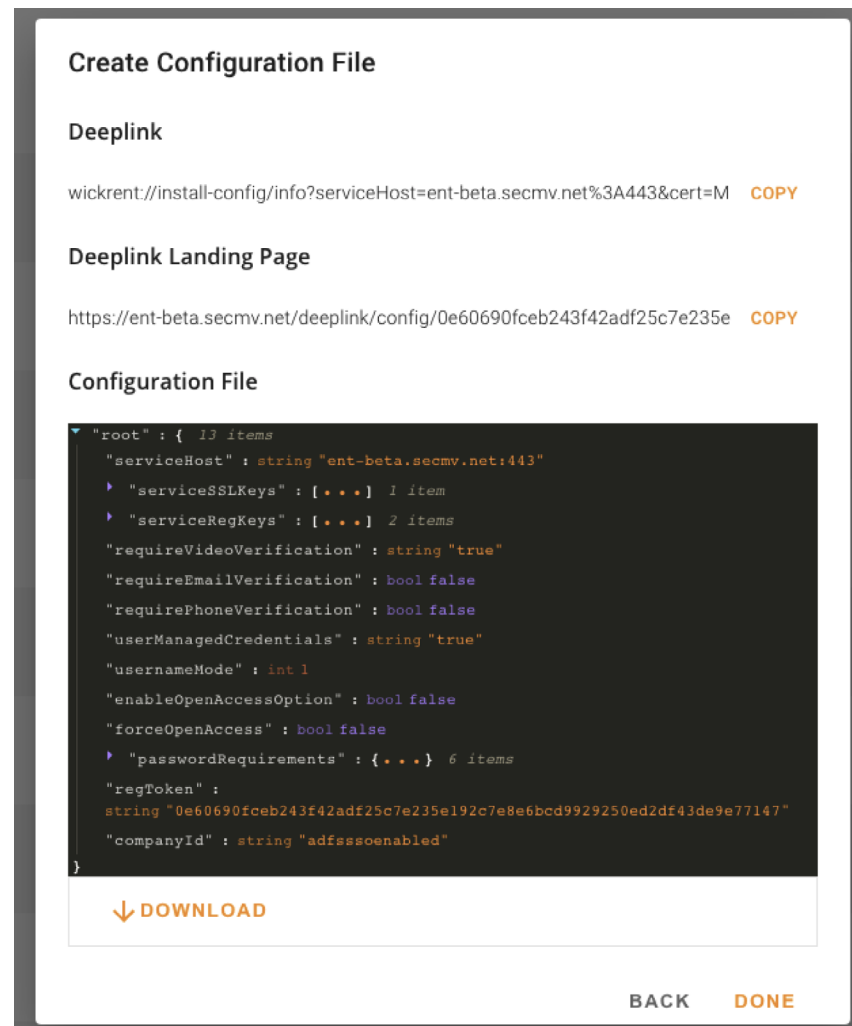 Create Configuration File
Deeplink
wickrent://install-config/info?serviceHost=ent-beta.secmv.net%3A443&cert=M COPY
Deeplink Landing Page
https://ent-beta.secmv.net/deeplink/config/0e60690fceb243f42adf25c7e235e COPY
Configuration File
"root" : { 13 items
"serviceHost" : string "ent-beta.secmv.net:443"
"serviceSSLKeys" : [...] 1 item
"serviceRegKeys" : [...] 2 items
"requireVideoVerification" : string "true"
"requireEmailVerification" : bool false
"requirePhoneVerification" : bool false
"userManagedCredentials" : string "true"
"usernameMode" : int 1
"enableOpenAccessOption" : bool false
"forceOpenAccess" : bool false
"passwordRequirements" : {...} 6 items
"regToken" :
string "0e60690fceb243f42adf25c7e235e192c7e8e6bcd9929250ed2df43de9e77147"
"companyId" : string "adfsssoenabled"
}
DOWNLOAD
BACK DONE